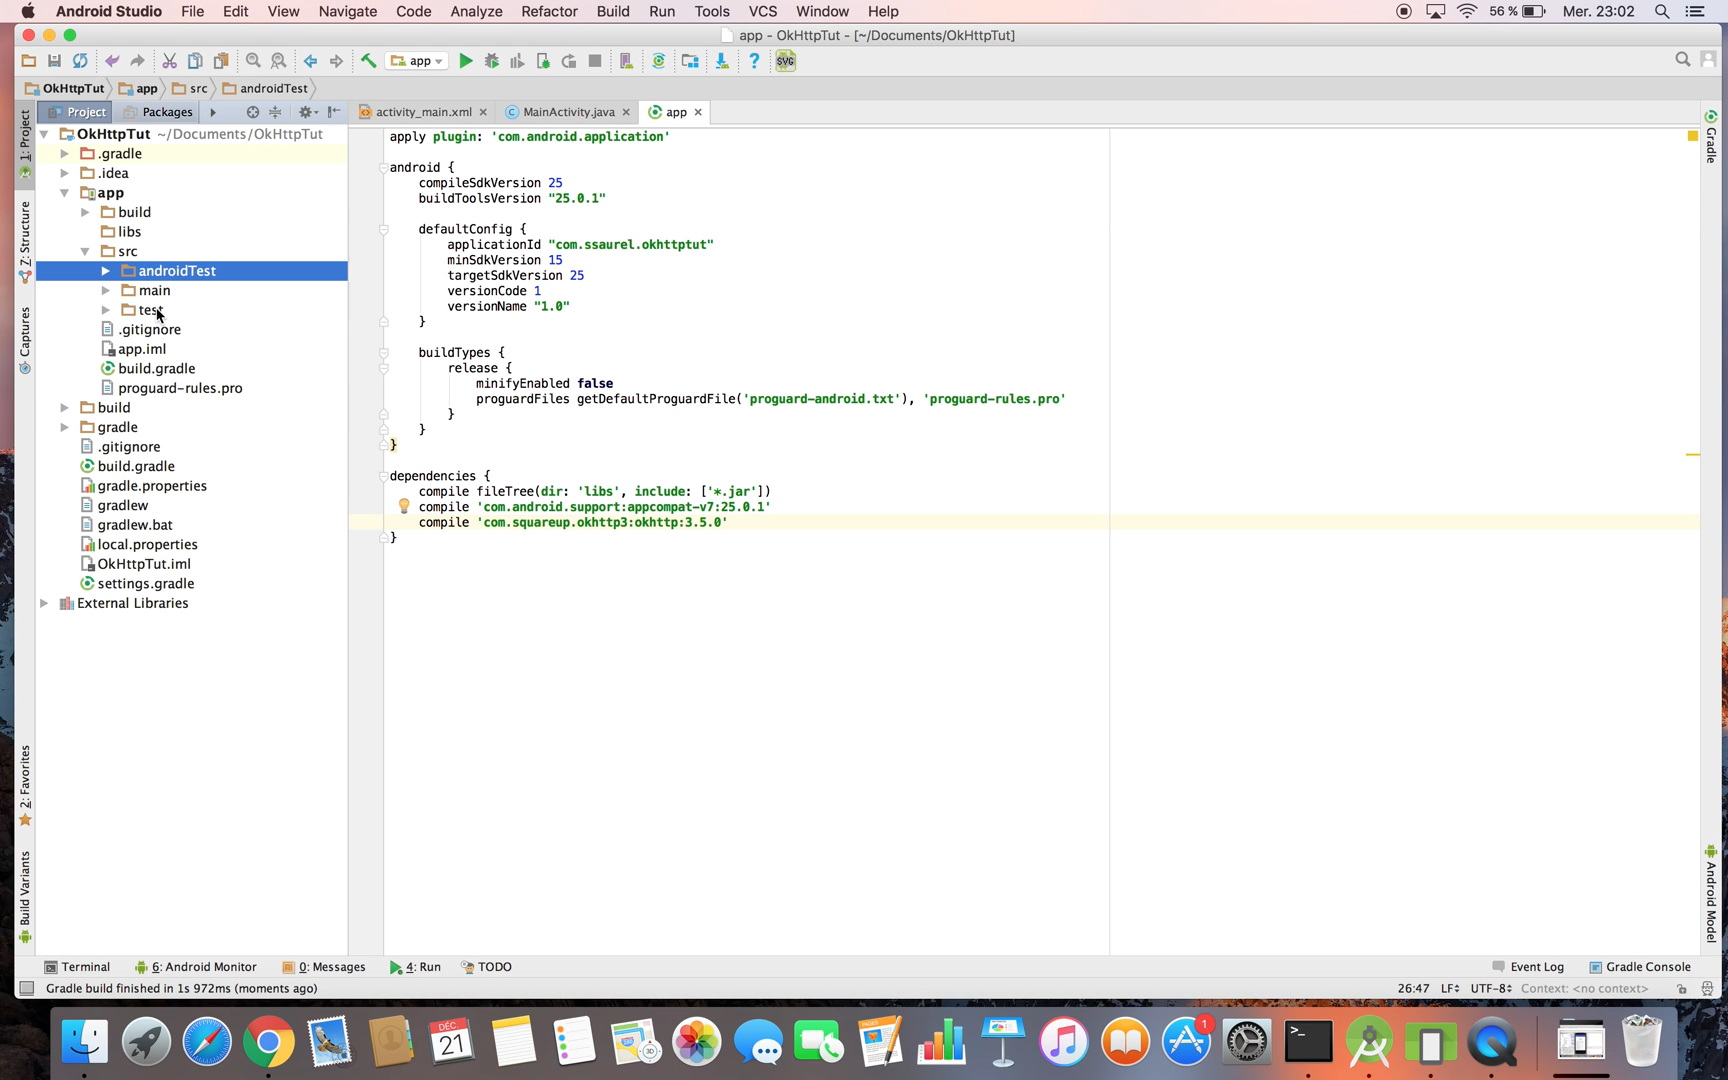 Android Studio File Edit View Navigate Code Analyze Refactor Build Run Tools VCS Window Help 56 % Mer. 23:02
app - OkHttpTut - [~/Documents/OkHttpTut]
app SVG
OkHttpTut app src androidTest
Project Packages activity_main.xml MainActivity.java app
1: Project
Z: Structure
Captures
2: Favorites
Build Variants
OkHttpTut ~/Documents/OkHttpTut
.gradle
.idea
app
build
libs
src
androidTest
main
test
.gitignore
app.iml
build.gradle
proguard-rules.pro
build
gradle
.gitignore
build.gradle
gradle.properties
gradlew
gradlew.bat
local.properties
OkHttpTut.iml
settings.gradle
External Libraries
apply plugin: 'com.android.application'
android {
compileSdkVersion 25
buildToolsVersion "25.0.1"
defaultConfig {
applicationId "com.ssaurel.okhttptut"
minSdkVersion 15
targetSdkVersion 25
versionCode 1
versionName "1.0"
}
buildTypes {
release {
minifyEnabled false
proguardFiles getDefaultProguardFile('proguard-android.txt'), 'proguard-rules.pro'
}
}
}
dependencies {
compile fileTree(dir: 'libs', include: ['*.jar'])
compile 'com.android.support:appcompat-v7:25.0.1'
compile 'com.squareup.okhttp3:okhttp:3.5.0'
}
Gradle
Android Model
Terminal 6: Android Monitor 0: Messages 4: Run TODO Event Log Gradle Console
Gradle build finished in 1s 972ms (moments ago) 26:47 LF UTF-8 Context: <no context>
DÉC.
21
3D
PAGES
1
>_